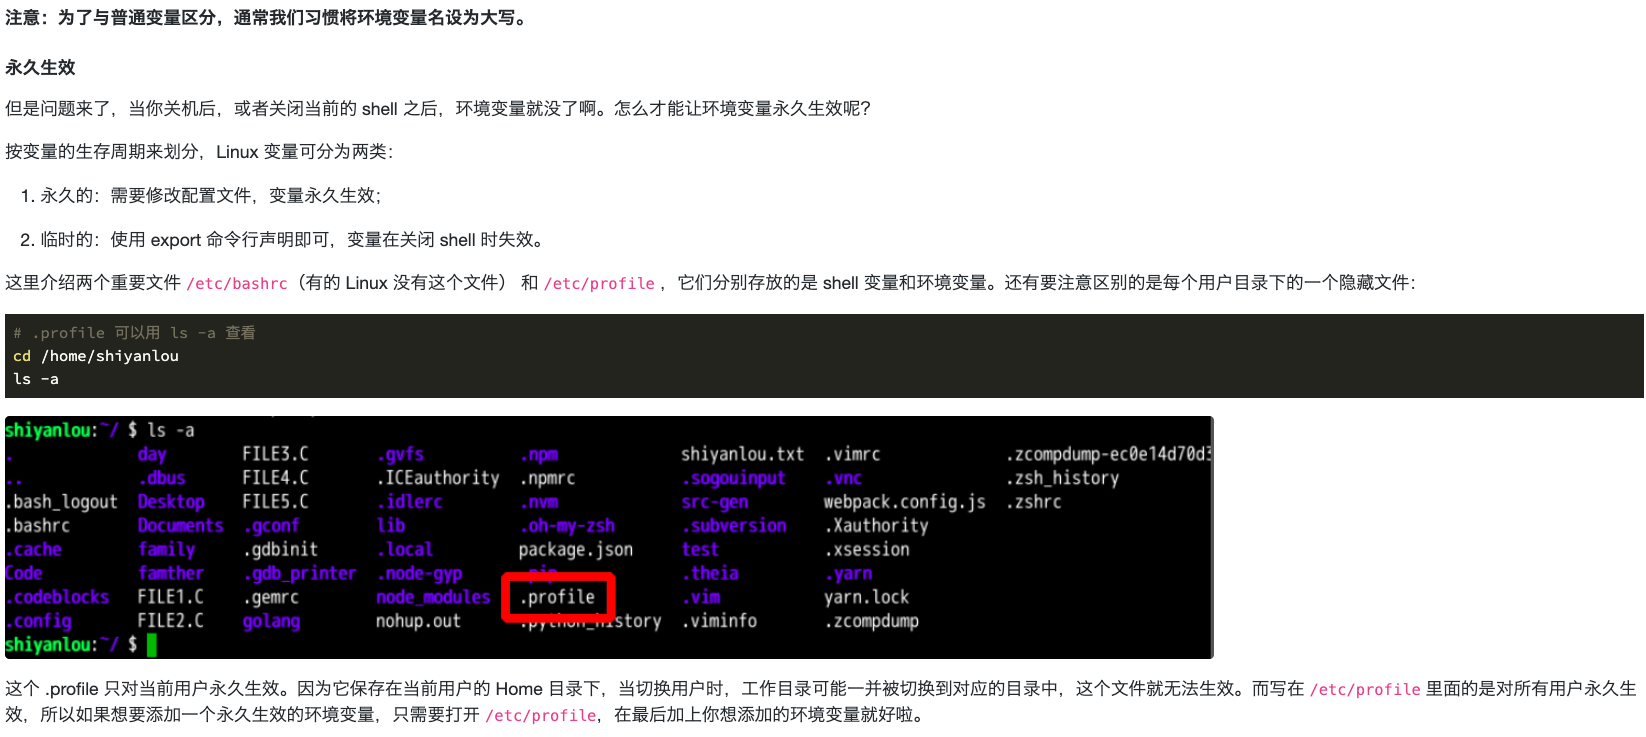 注意：为了与普通变量区分，通常我们习惯将环境变量名设为大写。
永久生效
但是问题来了，当你关机后，或者关闭当前的 shell 之后，环境变量就没了啊。怎么才能让环境变量永久生效呢？
按变量的生存周期来划分，Linux 变量可分为两类：
1. 永久的：需要修改配置文件，变量永久生效；
2. 临时的：使用 export 命令行声明即可，变量在关闭 shell 时失效。
这里介绍两个重要文件 /etc/bashrc（有的 Linux 没有这个文件） 和 /etc/profile ，它们分别存放的是 shell 变量和环境变量。还有要注意区别的是每个用户目录下的一个隐藏文件：
# .profile 可以用 ls -a 查看
cd /home/shiyanlou
ls -a
shiyanlou:~/ $ ls -a
. day FILE3.C .gvfs .npm shiyanlou.txt .vimrc .zcompdump-ec0e14d70d3
.. .dbus FILE4.C .ICEauthority .npmrc .sogouinput .vnc .zsh_history
.bash_logout Desktop FILE5.C .idlerc .nvm src-gen webpack.config.js .zshrc
.bashrc Documents .gconf lib .oh-my-zsh .subversion .Xauthority
.cache family .gdbinit .local package.json test .xsession
Code famther .gdb_printer .node-gyp .pip .theia .yarn
.codeblocks FILE1.C .gemrc node_modules .profile .vim yarn.lock
.config FILE2.C golang nohup.out .python_history .viminfo .zcompdump
shiyanlou:~/ $
这个 .profile 只对当前用户永久生效。因为它保存在当前用户的 Home 目录下，当切换用户时，工作目录可能一并被切换到对应的目录中，这个文件就无法生效。而写在 /etc/profile 里面的是对所有用户永久生
效，所以如果想要添加一个永久生效的环境变量，只需要打开 /etc/profile，在最后加上你想添加的环境变量就好啦。